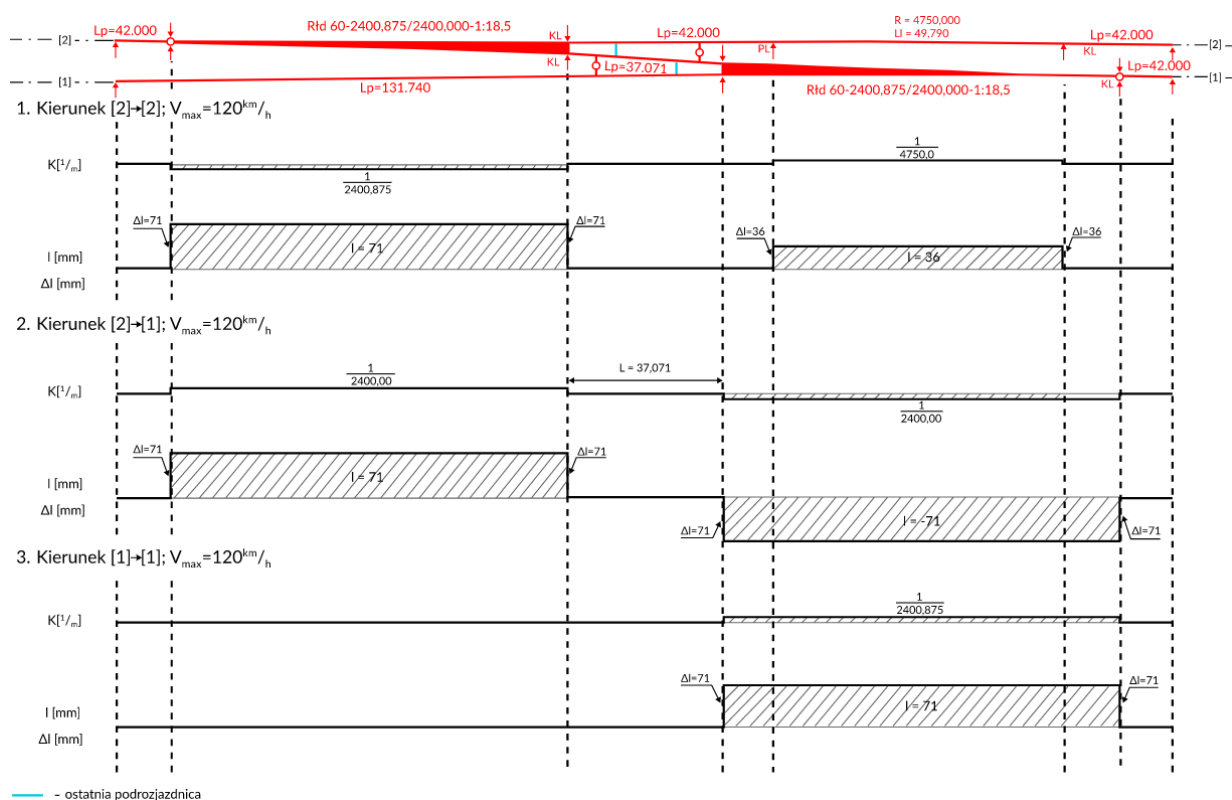 Lp=42.000
Rłd 60-2400,875/2400,000-1:18,5
R = 4750,000
Ll = 49,790
[2]
KL
Lp=42.000
PL
KL
Lp=42.000
[2]
KL
Lp=37.071
Lp=42.000
[1]
Lp=131.740
Rłd 60-2400,875/2400,000-1:18,5
KL
[1]
1. Kierunek [2]→[2]; Vmax=120km/h
K[1/m]
1
2400,875
1
4750,0
ΔI=71
ΔI=71
ΔI=36
ΔI=36
I [mm]
I = 71
I = 36
ΔI [mm]
2. Kierunek [2]→[1]; Vmax=120km/h
K[1/m]
1
2400,00
L = 37,071
1
2400,00
ΔI=71
ΔI=71
I [mm]
I = 71
ΔI [mm]
ΔI=71
I = -71
ΔI=71
3. Kierunek [1]→[1]; Vmax=120km/h
K[1/m]
1
2400,875
ΔI=71
ΔI=71
I [mm]
I = 71
ΔI [mm]
- ostatnia podrozjazdnica